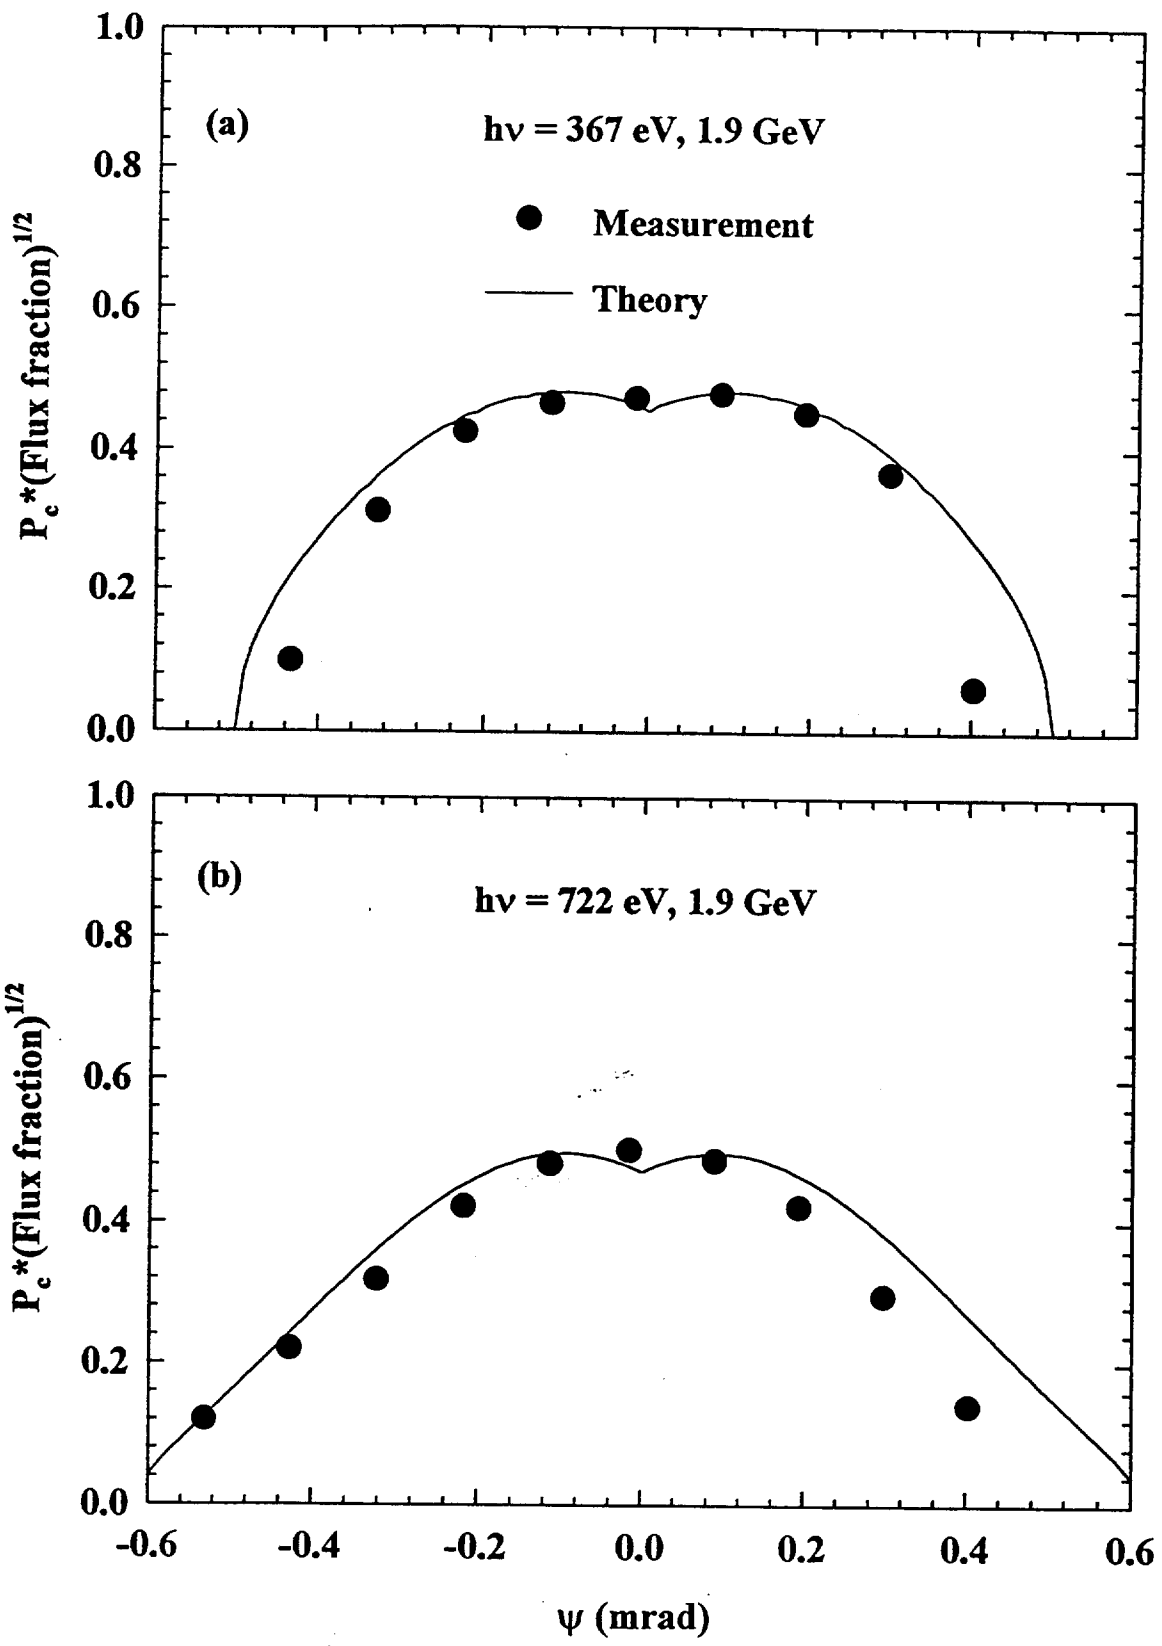 1.0
(a)
hν = 367 eV, 1.9 GeV
0.8
Measurement
0.6
Theory
P_c*(Flux fraction)^1/2
0.4
0.2
0.0
1.0
(b)
hν = 722 eV, 1.9 GeV
0.8
0.6
P_c*(Flux fraction)^1/2
0.4
0.2
0.0
-0.6 -0.4 -0.2 0.0 0.2 0.4 0.6
ψ (mrad)